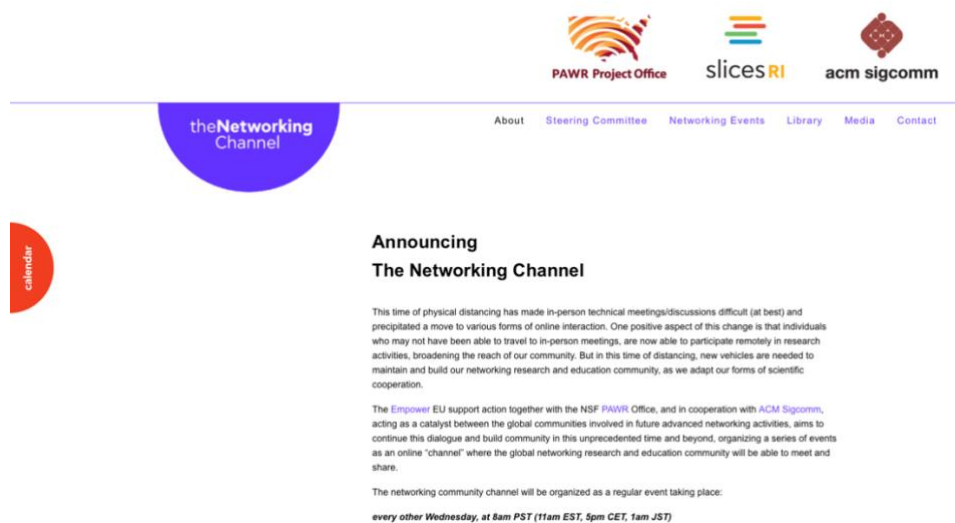 PAWR Project Office
slices RI
acm sigcomm
theNetworking
Channel
About Steering Committee Networking Events Library Media Contact
calendar
Announcing
The Networking Channel
This time of physical distancing has made in-person technical meetings/discussions difficult (at best) and
precipitated a move to various forms of online interaction. One positive aspect of this change is that individuals
who may not have been able to travel to in-person meetings, are now able to participate remotely in research
activities, broadening the reach of our community. But in this time of distancing, new vehicles are needed to
maintain and build our networking research and education community, as we adapt our forms of scientific
cooperation.
The Empower EU support action together with the NSF PAWR Office, and in cooperation with ACM Sigcomm,
acting as a catalyst between the global communities involved in future advanced networking activities, aims to
continue this dialogue and build community in this unprecedented time and beyond, organizing a series of events
as an online "channel" where the global networking research and education community will be able to meet and
share.
The networking community channel will be organized as a regular event taking place:
every other Wednesday, at 8am PST (11am EST, 5pm CET, 1am JST)